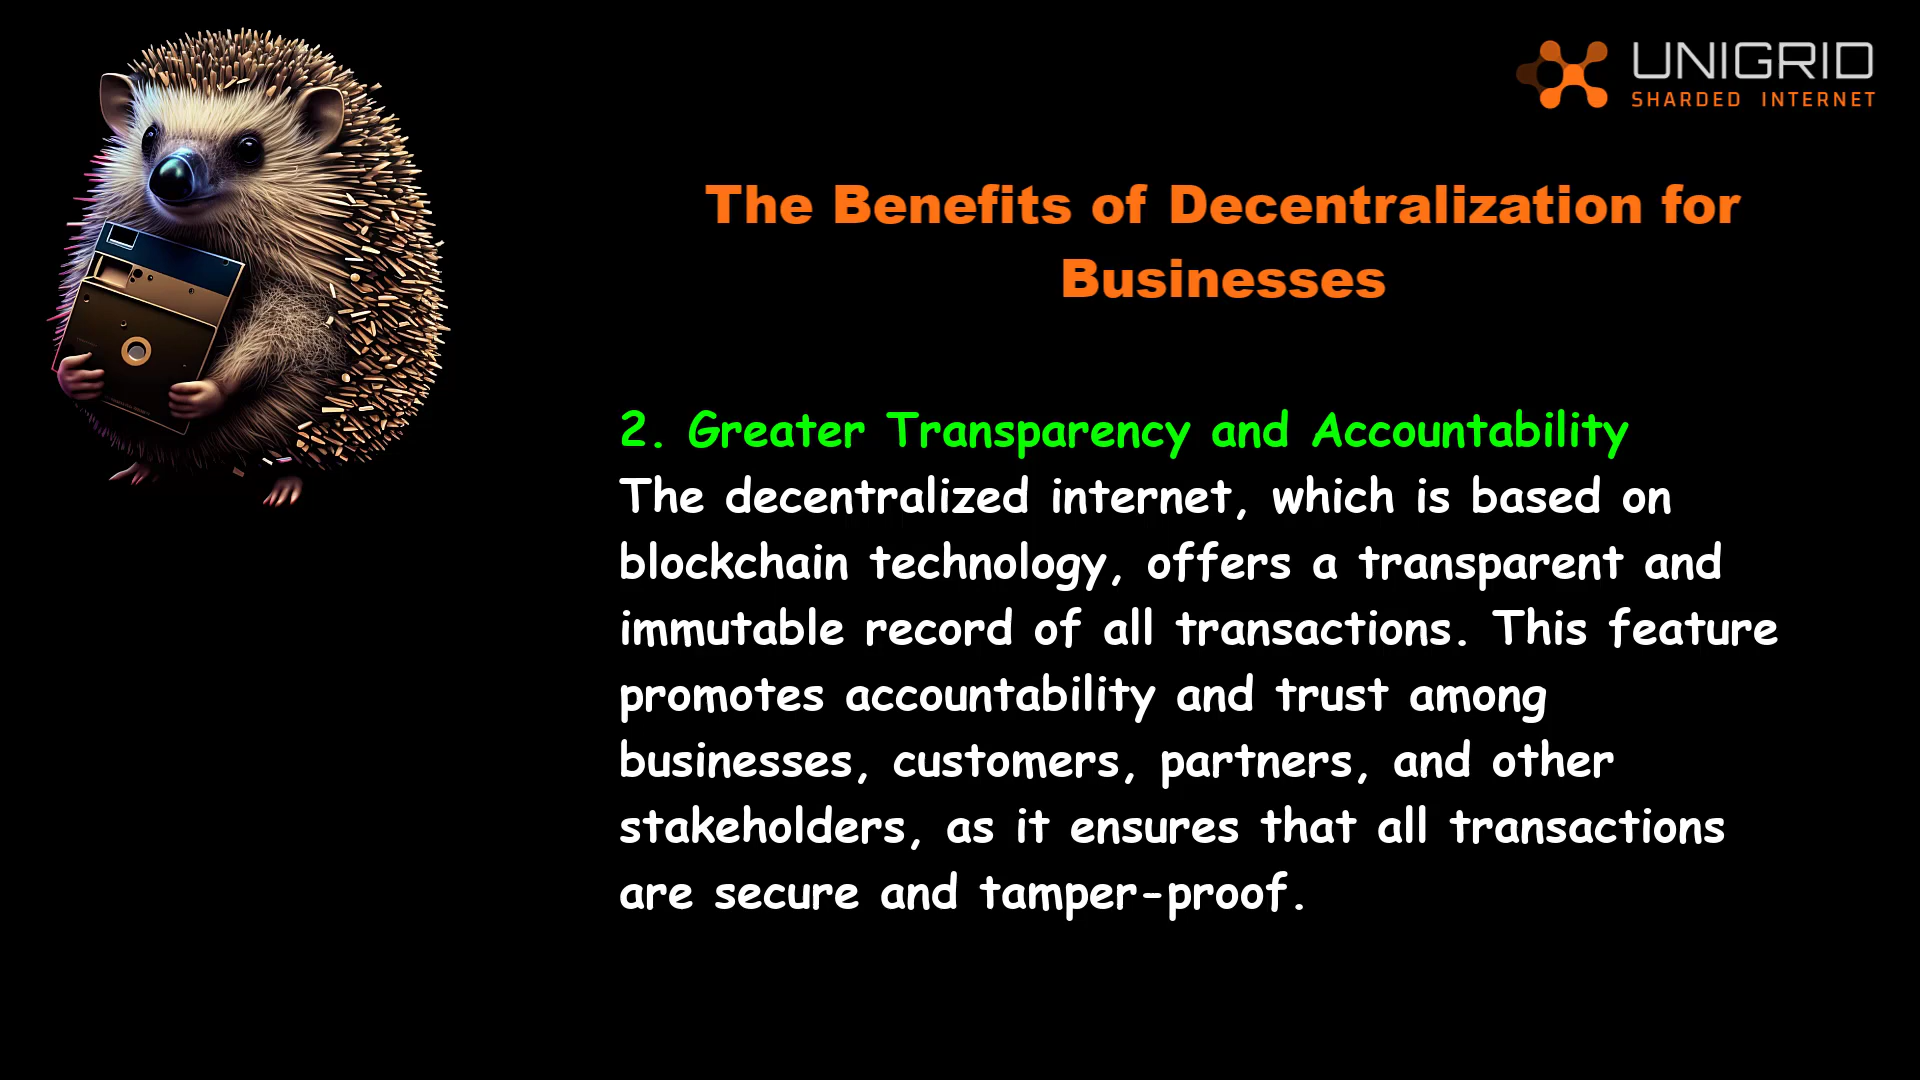 UNIGRID
SHARDED INTERNET
The Benefits of Decentralization for
Businesses
2. Greater Transparency and Accountability
The decentralized internet, which is based on
blockchain technology, offers a transparent and
immutable record of all transactions. This feature
promotes accountability and trust among
businesses, customers, partners, and other
stakeholders, as it ensures that all transactions
are secure and tamper-proof.